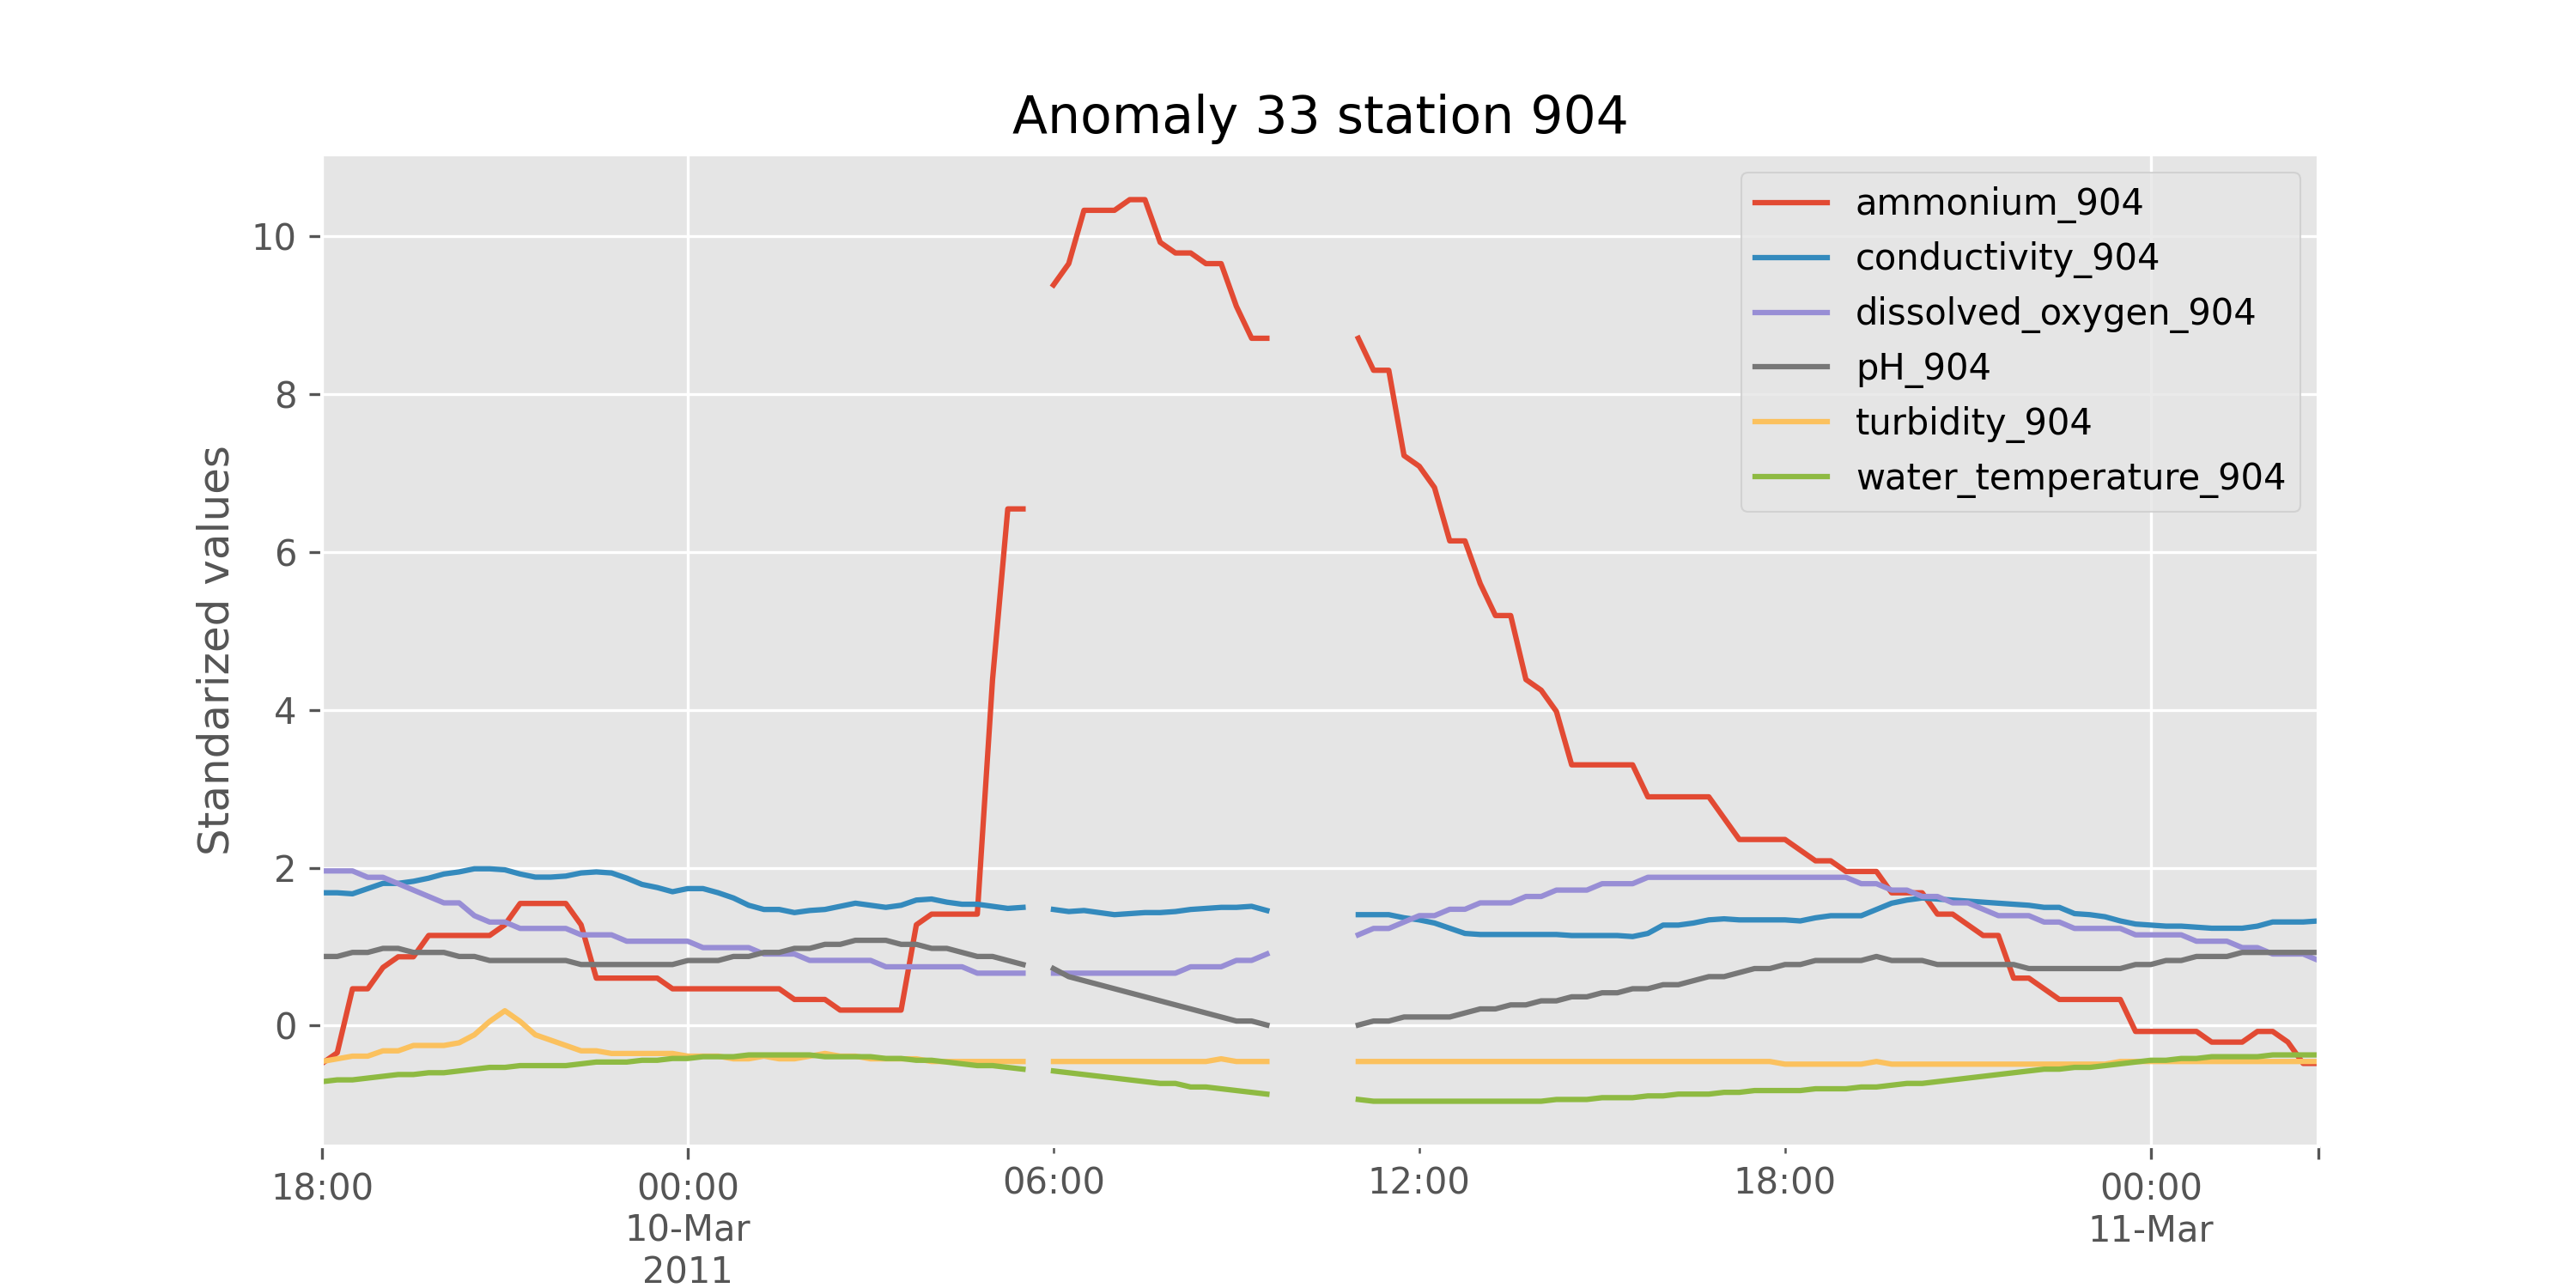 Anomaly 33 station 904
Standarized values
10
8
6
4
2
0
ammonium_904
conductivity_904
dissolved_oxygen_904
pH_904
turbidity_904
water_temperature_904
18:00
00:00
10-Mar
2011
06:00
12:00
18:00
00:00
11-Mar